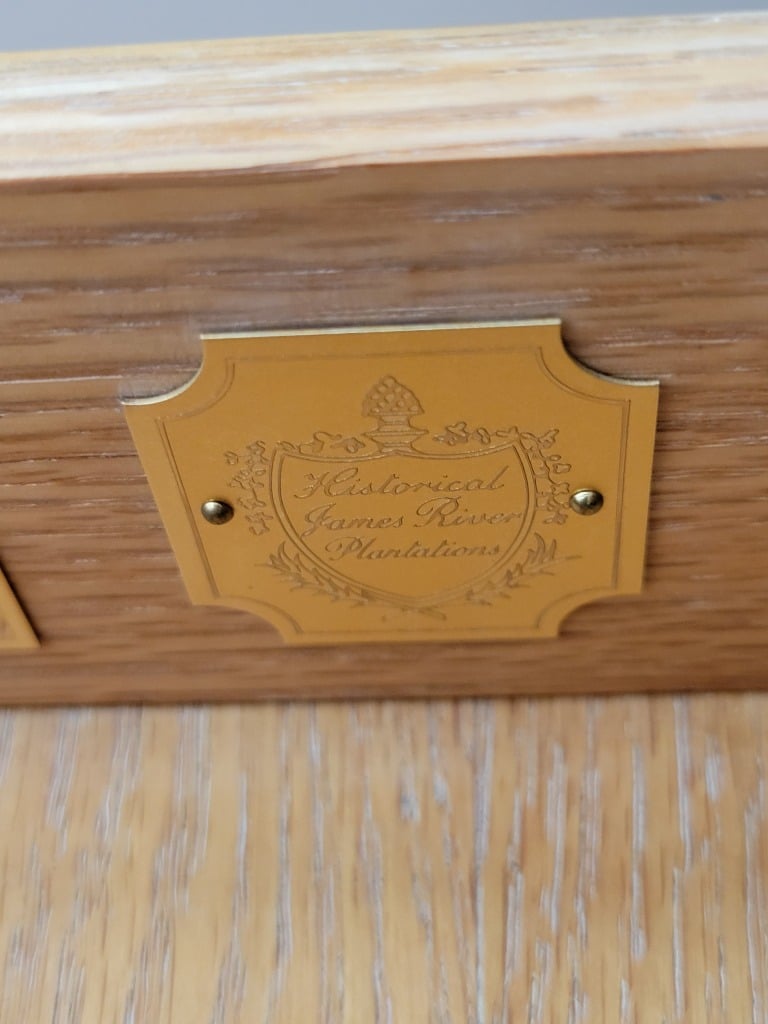 Historical
James River
Plantations